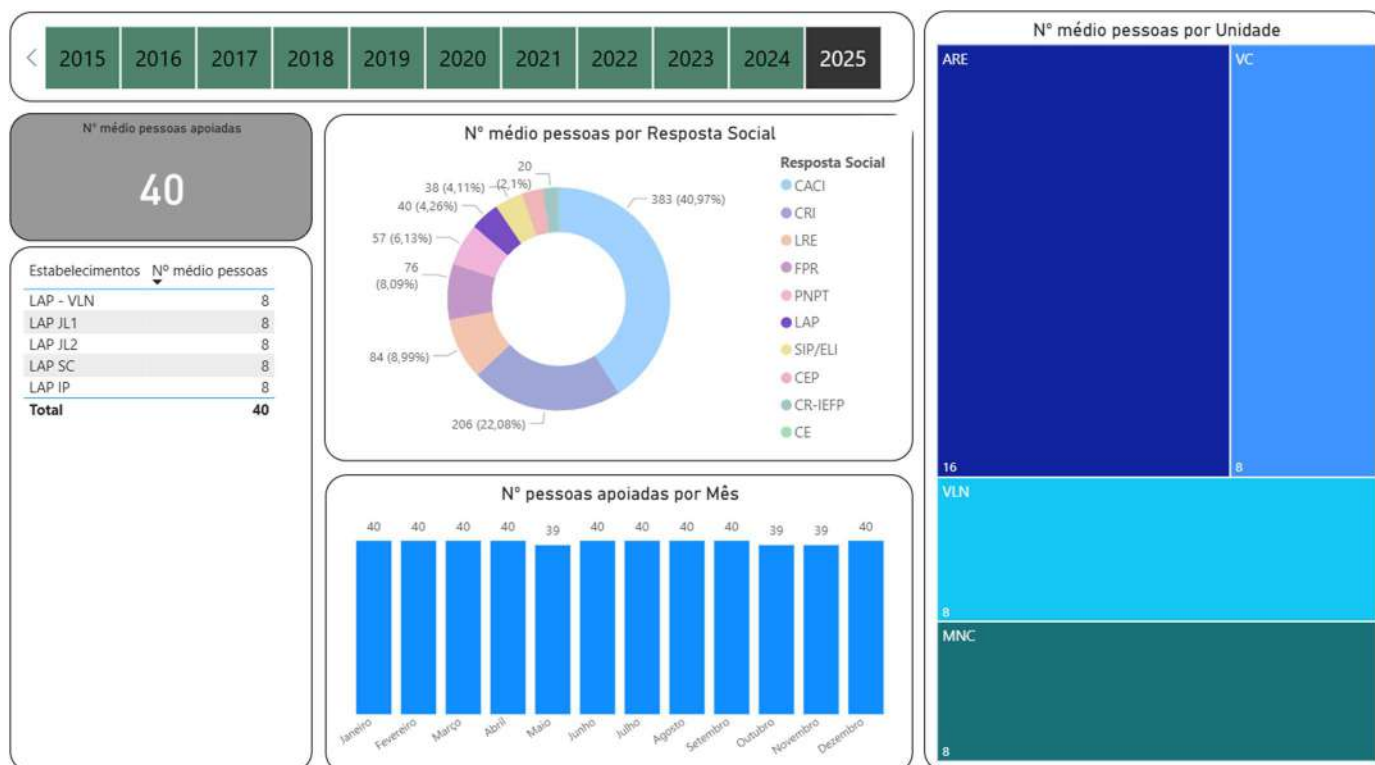 2015 2016 2017 2018 2019 2020 2021 2022 2023 2024 2025
Nº médio pessoas apoiadas
40
Estabelecimentos Nº médio pessoas
LAP - VLN 8
LAP JL1 8
LAP JL2 8
LAP SC 8
LAP IP 8
Total 40
Nº médio pessoas por Resposta Social
20
(2,1%)
38 (4,11%)
40 (4,26%)
57 (6,13%)
76
(8,09%)
84 (8,99%)
206 (22,08%)
383 (40,97%)
Resposta Social
CACI
CRI
LRE
FPR
PNPT
LAP
SIP/ELI
CEP
CR-IEFP
CE
Nº pessoas apoiadas por Mês
40 40 40 40 39 40 40 40 40 39 39 40
Janeiro Fevereiro Março Abril Maio Junho Julho Agosto Setembro Outubro Novembro Dezembro
Nº médio pessoas por Unidade
ARE
16
VC
8
VLN
8
MNC
8